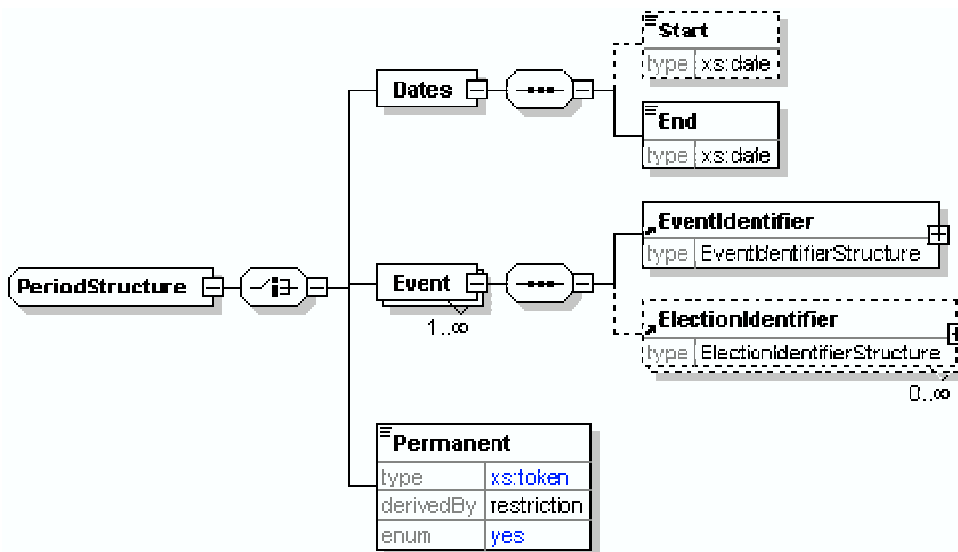 Start
type xs:date
Dates
End
type xs:date
EventIdentifier
type EventIdentifierStructure
PeriodStructure
Event
1..∞
ElectionIdentifier
type ElectionIdentifierStructure
0..∞
Permanent
type xs:token
derivedBy restriction
enum yes